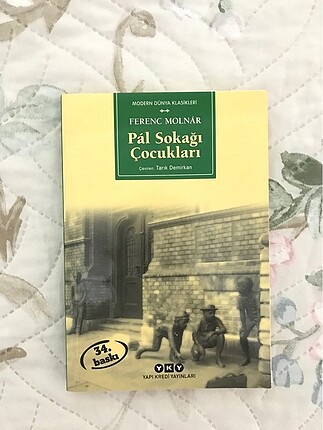 MODERN DÜNYA KLASİKLERİ
FERENC MOLNÁR
Pál Sokağı
Çocukları
Çeviren: Tarık Demirkan
34.
baskı
YKY
YAPI KREDİ YAYINLARI